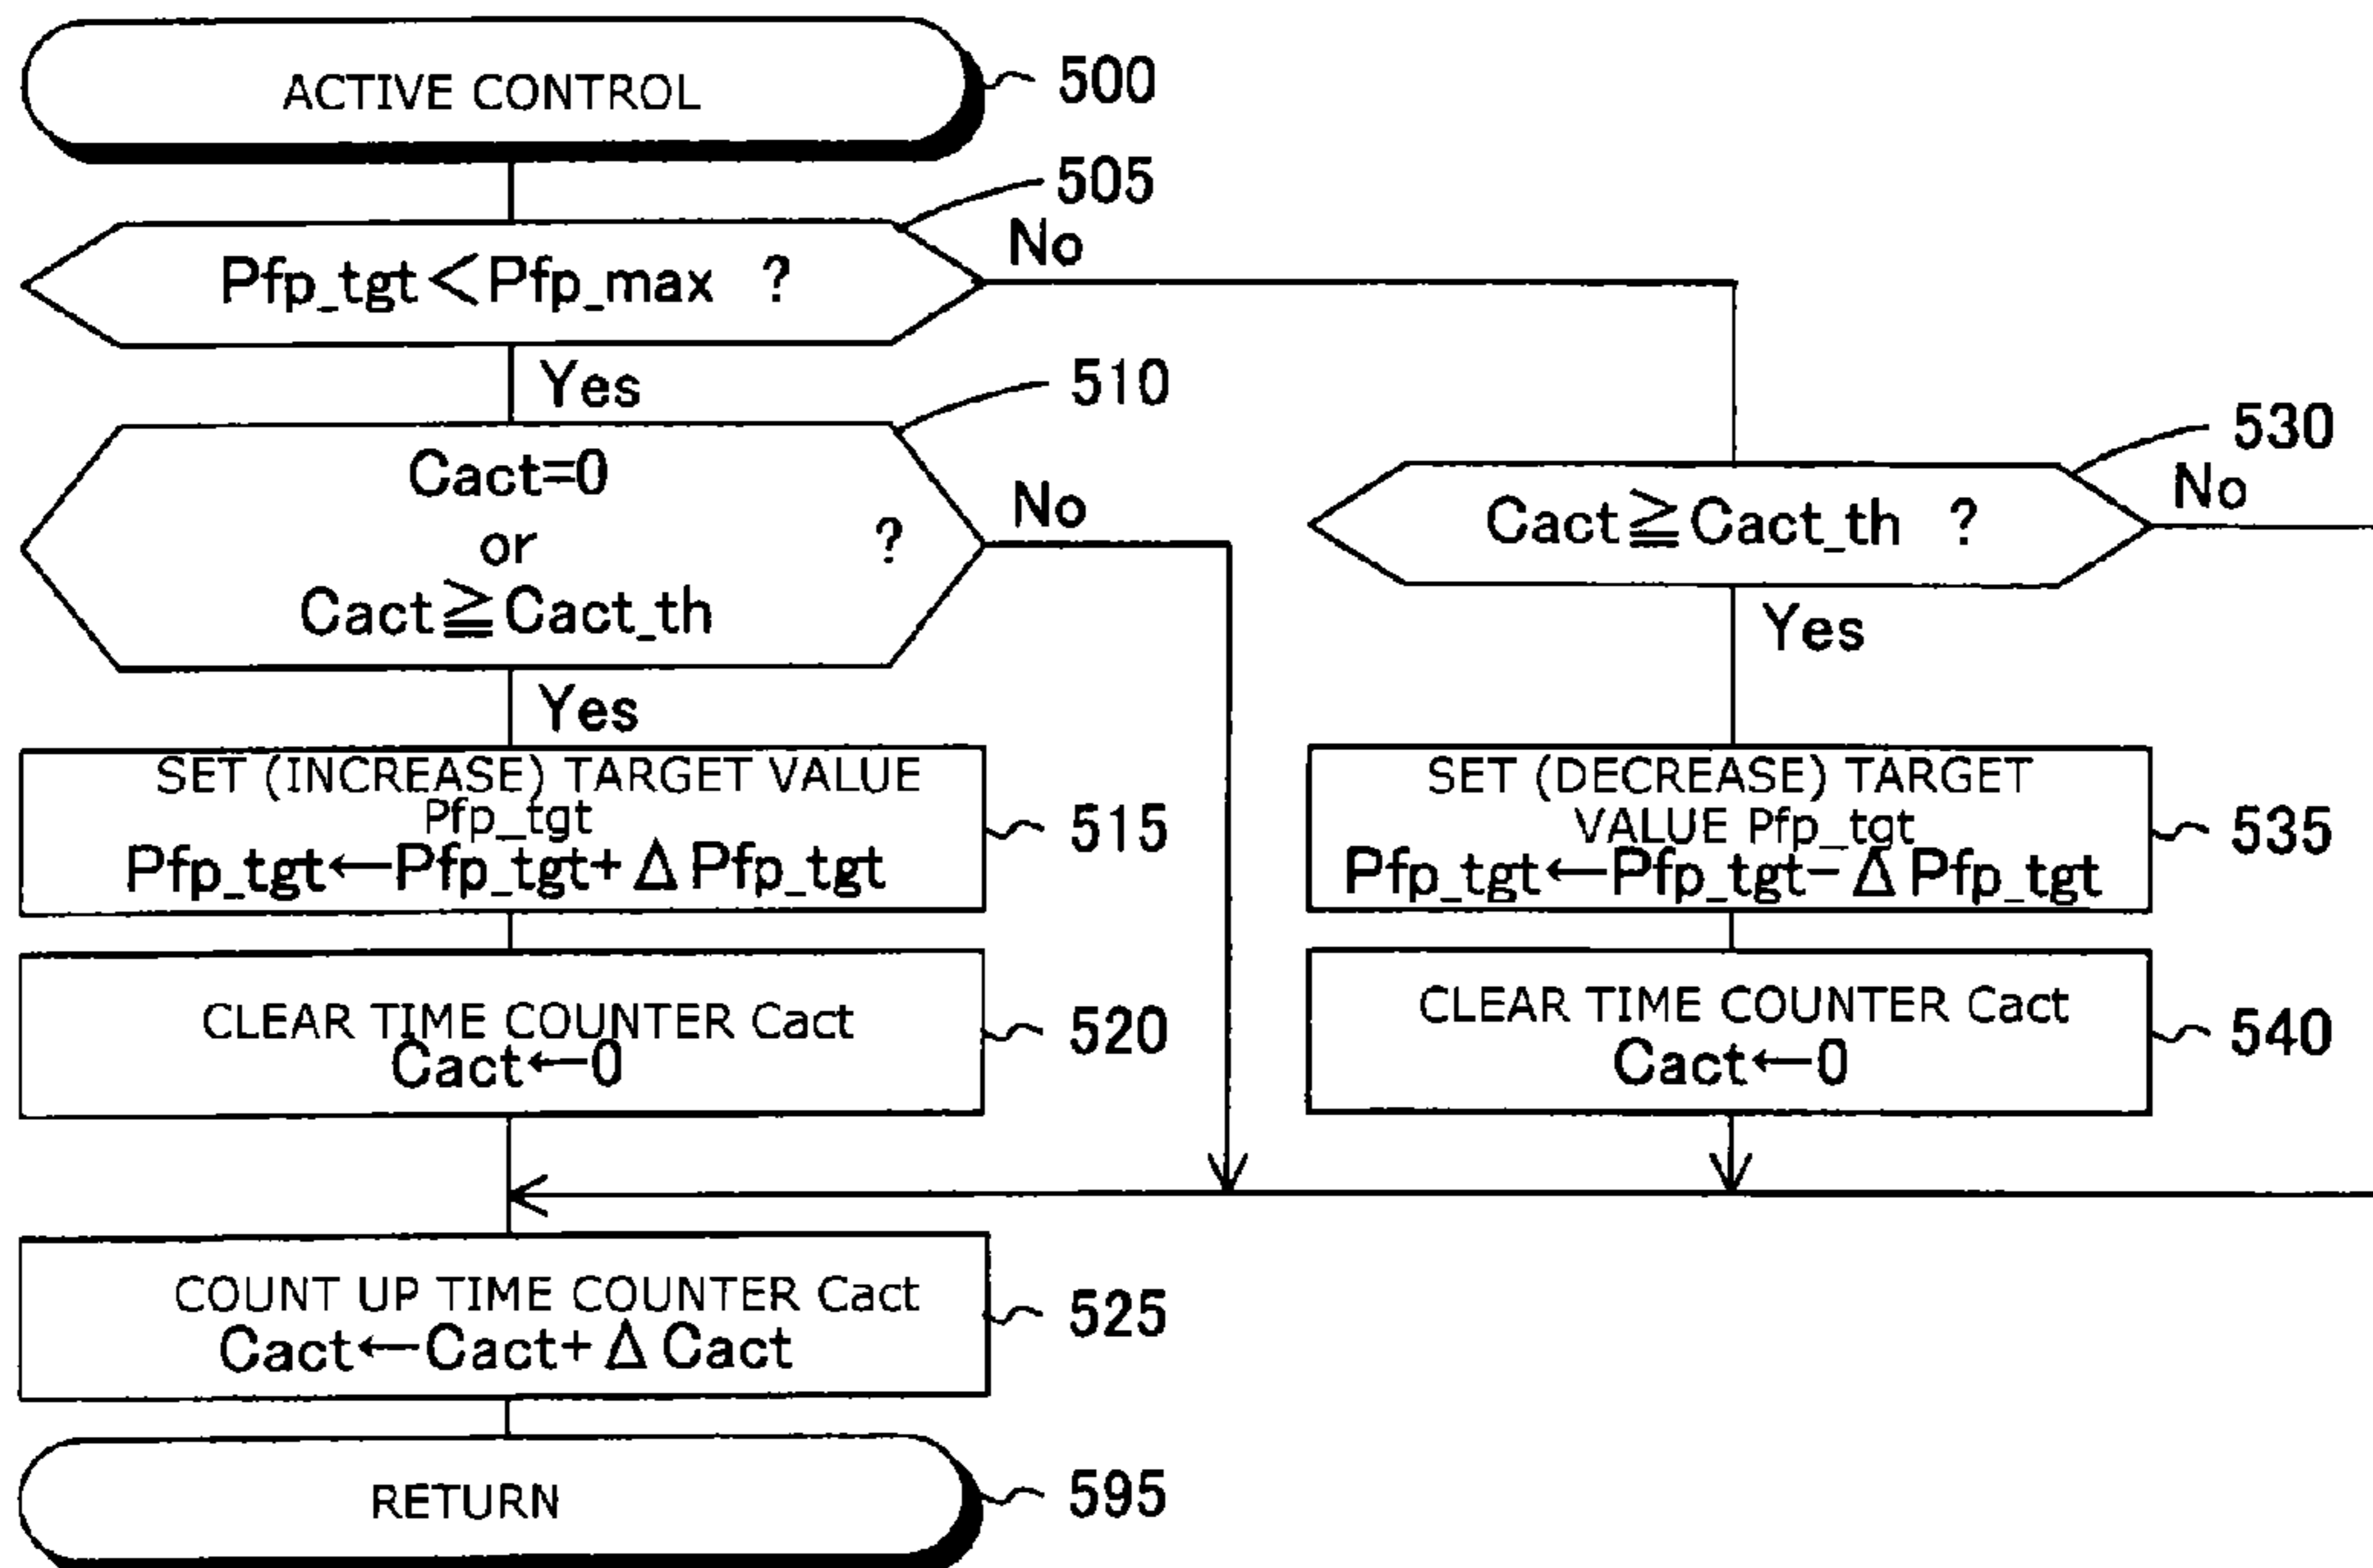 ACTIVE CONTROL
500
505
Pfp_tgt<Pfp_max ?
No
Yes
510
Cact=0
or
?
Cact≧Cact_th
No
Yes
SET (INCREASE) TARGET VALUE
Pfp_tgt
Pfp_tgt←Pfp_tgt+ΔPfp_tgt
515
CLEAR TIME COUNTER Cact
Cact←0
520
COUNT UP TIME COUNTER Cact
Cact←Cact+ΔCact
525
RETURN
595
530
Cact≧Cact_th ?
No
Yes
SET (DECREASE) TARGET
VALUE Pfp_tgt
Pfp_tgt←Pfp_tgt-ΔPfp_tgt
535
CLEAR TIME COUNTER Cact
Cact←0
540